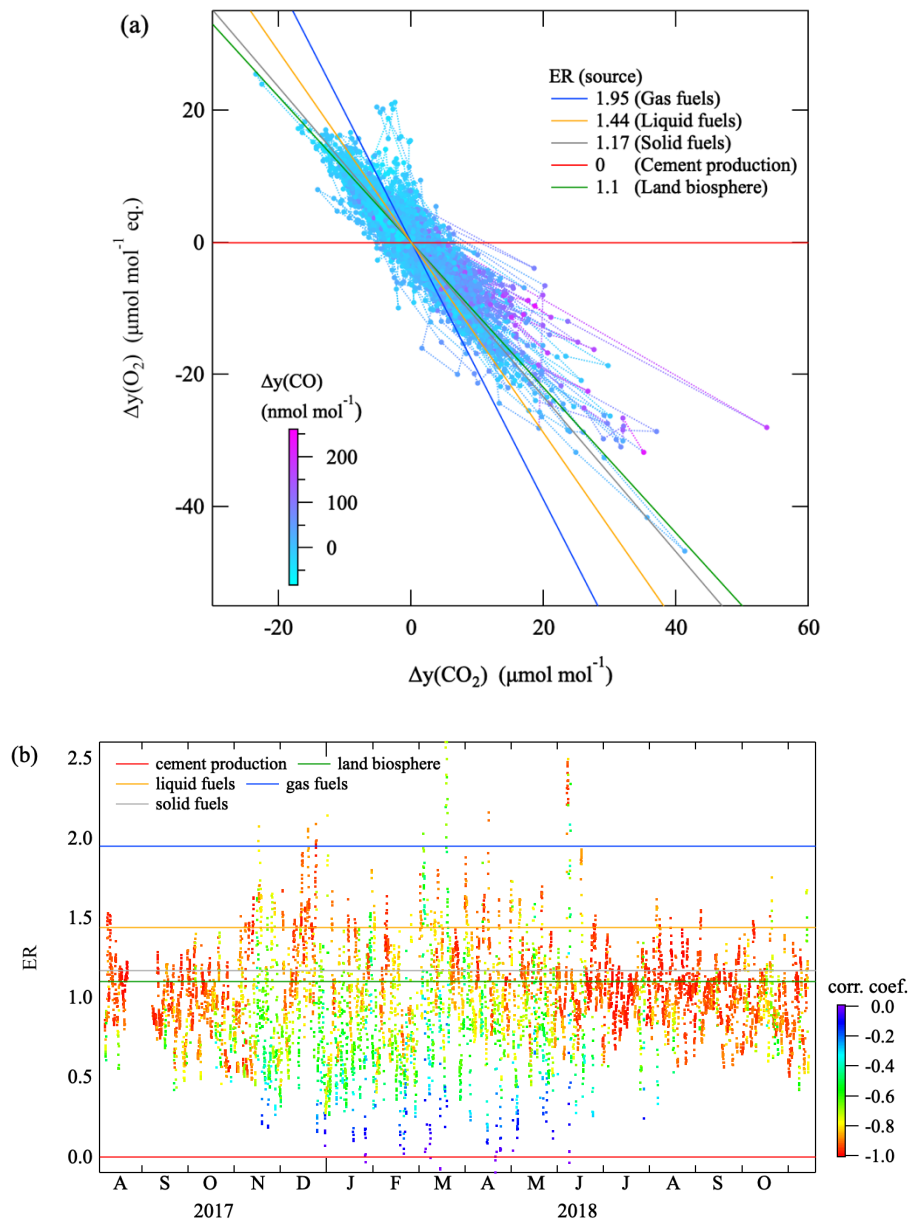 (a)
ER (source)
1.95 (Gas fuels)
1.44 (Liquid fuels)
1.17 (Solid fuels)
0 (Cement production)
1.1 (Land biosphere)
20
0
-20
-40
Δy(O₂) (μmol mol⁻¹ eq.)
Δy(CO)
(nmol mol⁻¹)
200
100
0
-20 0 20 40 60
Δy(CO₂) (μmol mol⁻¹)
(b)
cement production land biosphere
liquid fuels gas fuels
solid fuels
2.5
2.0
1.5
1.0
0.5
0.0
ER
corr. coef.
0.0
-0.2
-0.4
-0.6
-0.8
-1.0
A S O N D J F M A M J J A S O
2017 2018